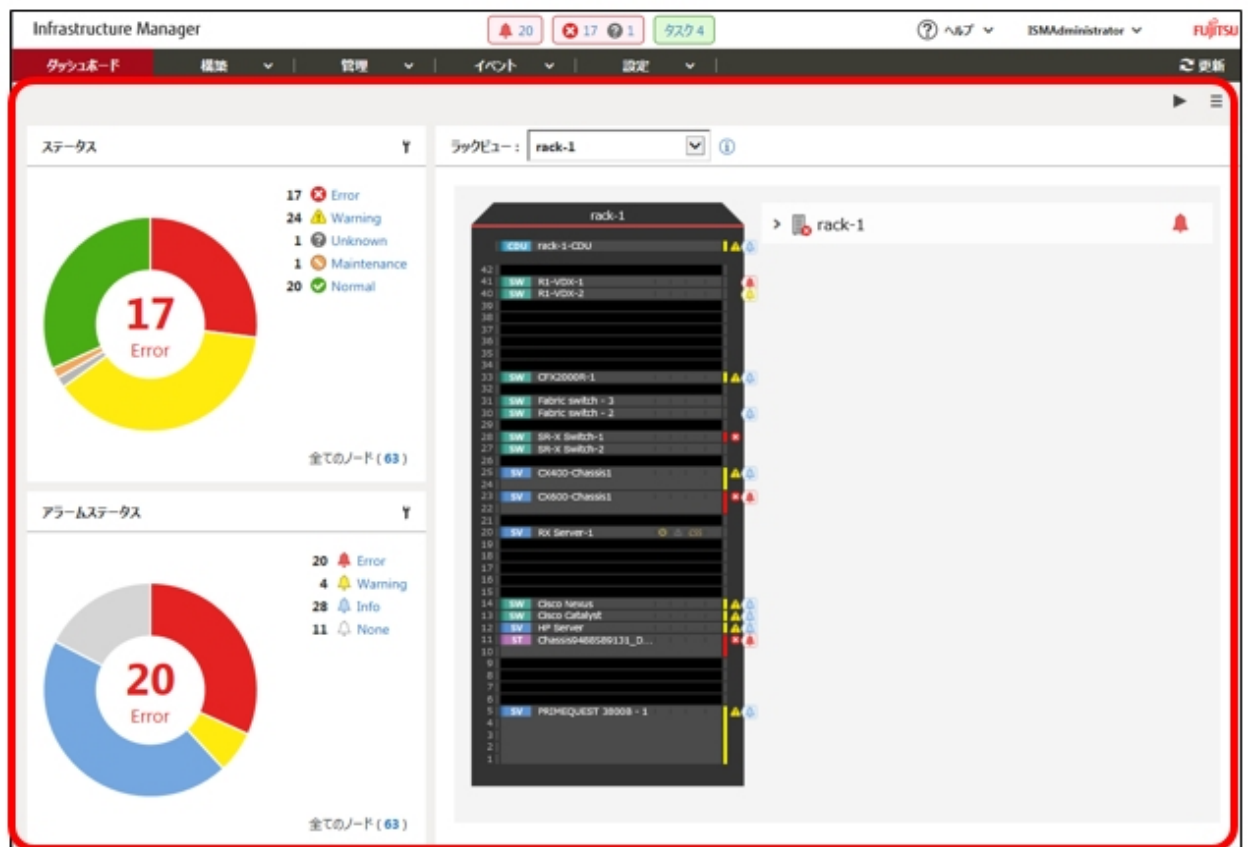 Infrastructure Manager
20
17 1
タスク 4
ヘルプ
ISMAdministrator
FUJITSU
ダッシュボード
構築
管理
イベント
設定
更新
ステータス
17 Error
24 Warning
1 Unknown
1 Maintenance
20 Normal
17
Error
全てのノード ( 63 )
アラームステータス
20 Error
4 Warning
28 Info
11 None
20
Error
全てのノード ( 63 )
ラックビュー : rack-1
rack-1
CDU rack-1-CDU
42
41 SW R1-VDX-1
40 SW R1-VDX-2
39
38
37
36
35
34
33 SW CFX2000R-1
32
31 SW Fabric switch - 3
30 SW Fabric switch - 2
29
28 SW SR-X Switch-1
27 SW SR-X Switch-2
26
25 SV CX400-Chassis1
24
23 SV CX600-Chassis1
22
21
20 SV RX Server-1
19
18
17
16
15
14 SW Cisco Nexus
13 SW Cisco Catalyst
12 SV HP Server
11 ST
10
9
8
7
6
5 SV PRIMEQUEST 3800B - 1
4
3
2
1
rack-1